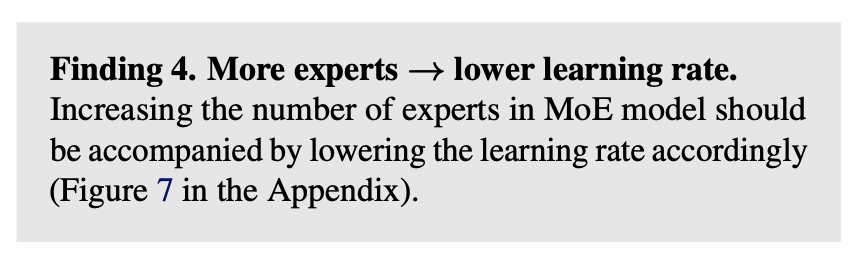 Finding 4. More experts → lower learning rate.
Increasing the number of experts in MoE model should
be accompanied by lowering the learning rate accordingly
(Figure 7 in the Appendix).